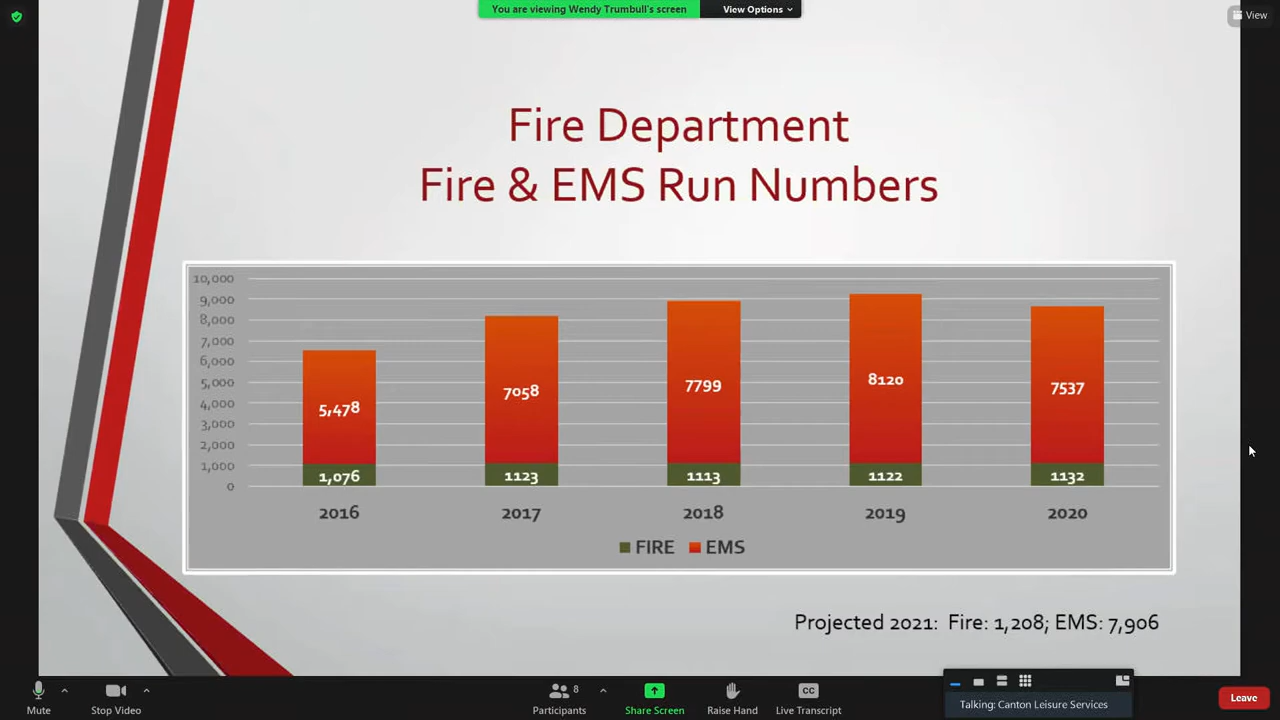 You are viewing Wendy Trumbull's screen
View Options
View
Fire Department
Fire & EMS Run Numbers
10,000
9,000
8,000
7,000
6,000
5,000
4,000
3,000
2,000
1,000
0
5,478
7058
7799
8120
7537
1,076
1123
1113
1122
1132
2016
2017
2018
2019
2020
FIRE
EMS
Projected 2021: Fire: 1,208; EMS: 7,906
Mute
Stop Video
8
Participants
Share Screen
Raise Hand
CC
Live Transcript
Talking: Canton Leisure Services
Leave